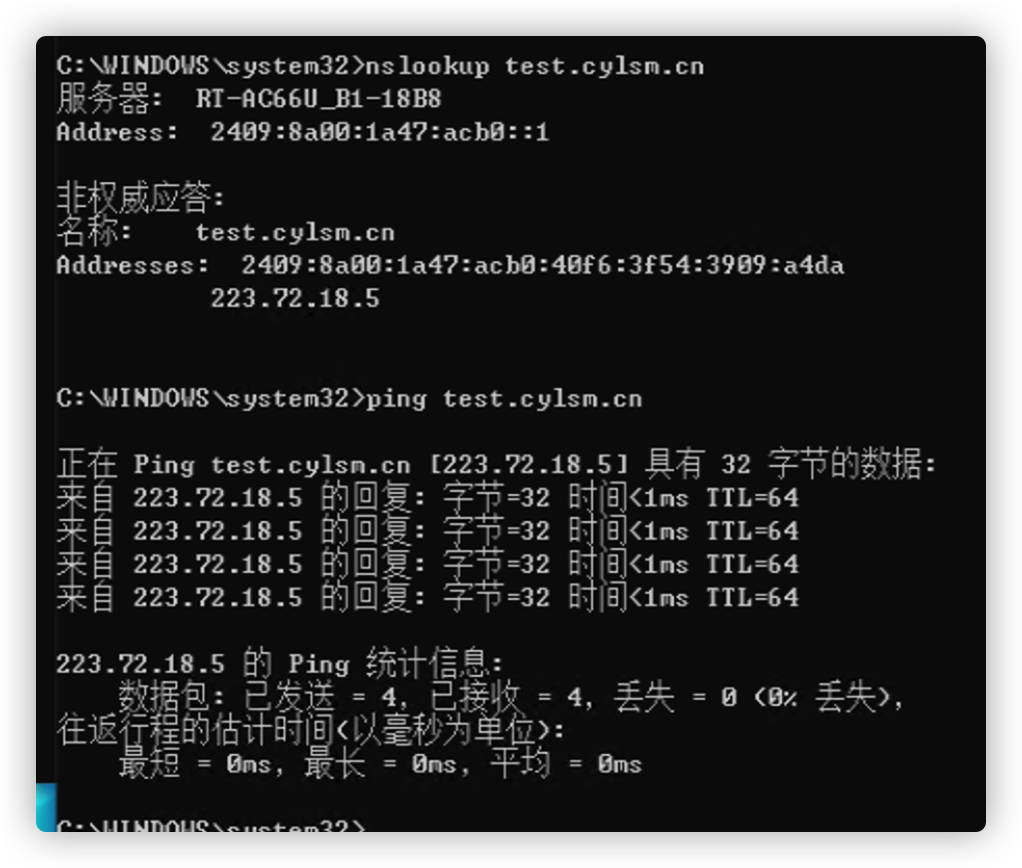 C:\WINDOWS\system32>nslookup test.cylsm.cn
服务器:  RT-AC66U_B1-18B8
Address:  2409:8a00:1a47:acb0::1
非权威应答:
名称:    test.cylsm.cn
Addresses:  2409:8a00:1a47:acb0:40f6:3f54:3909:a4da
223.72.18.5
C:\WINDOWS\system32>ping test.cylsm.cn
正在 Ping test.cylsm.cn [223.72.18.5] 具有 32 字节的数据:
来自 223.72.18.5 的回复: 字节=32 时间<1ms TTL=64
来自 223.72.18.5 的回复: 字节=32 时间<1ms TTL=64
来自 223.72.18.5 的回复: 字节=32 时间<1ms TTL=64
来自 223.72.18.5 的回复: 字节=32 时间<1ms TTL=64
223.72.18.5 的 Ping 统计信息:
数据包: 已发送 = 4, 已接收 = 4, 丢失 = 0 (0% 丢失),
往返行程的估计时间(以毫秒为单位):
最短 = 0ms, 最长 = 0ms, 平均 = 0ms
C:\WINDOWS\system32>